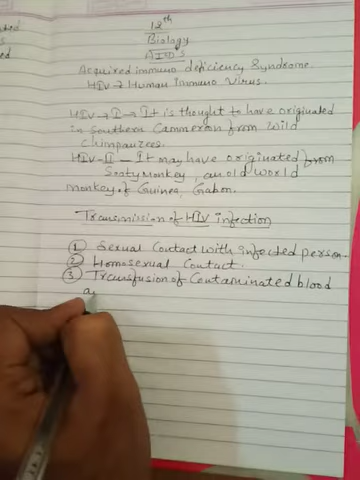 12th
Biology
AIDS
Acquired immuno deficiency Syndrome.
HIV → Human Immuno Virus.
HIV → I → It is thought to have originated
in southern Cammeroon from Wild
Chimpanzees.
HIV-II - It may have originated from
Sooty Monkey, an old world
monkey of Guinea, Gabon.
Transmission of HIV infection
① Sexual Contact with infected person.
② Homosexual Contact.
③ Transfusion of Contaminated blood